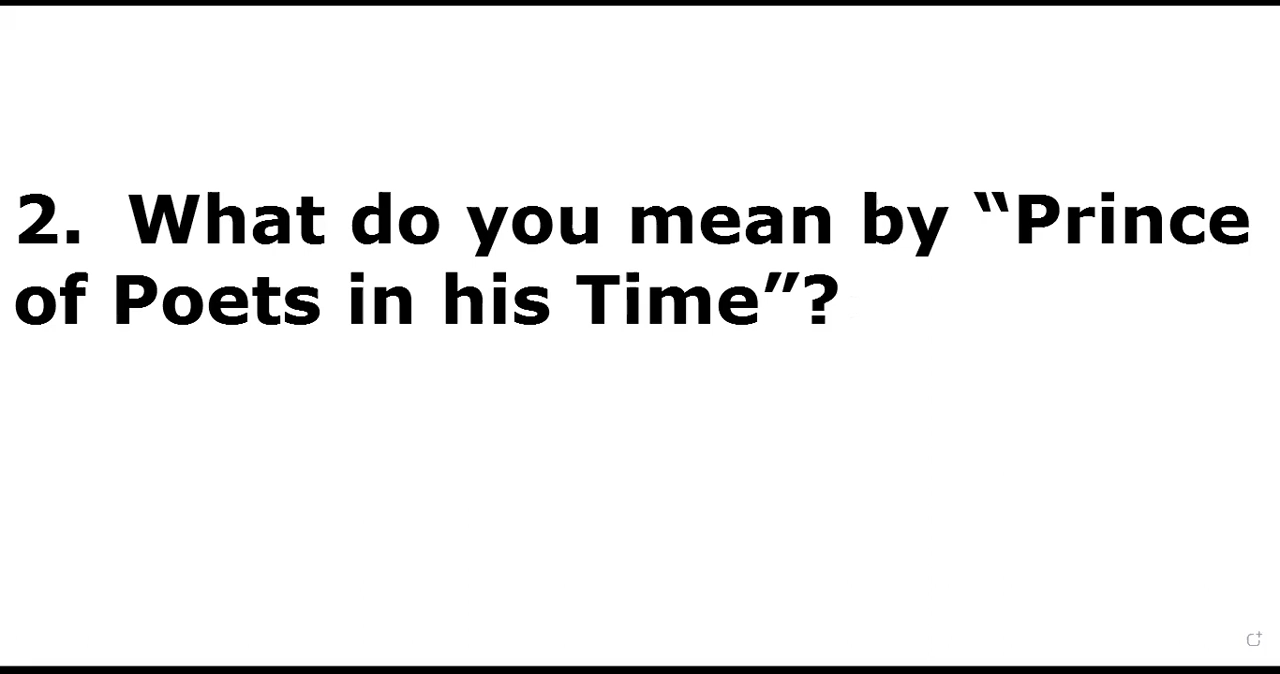 2. What do you mean by “Prince
of Poets in his Time”?